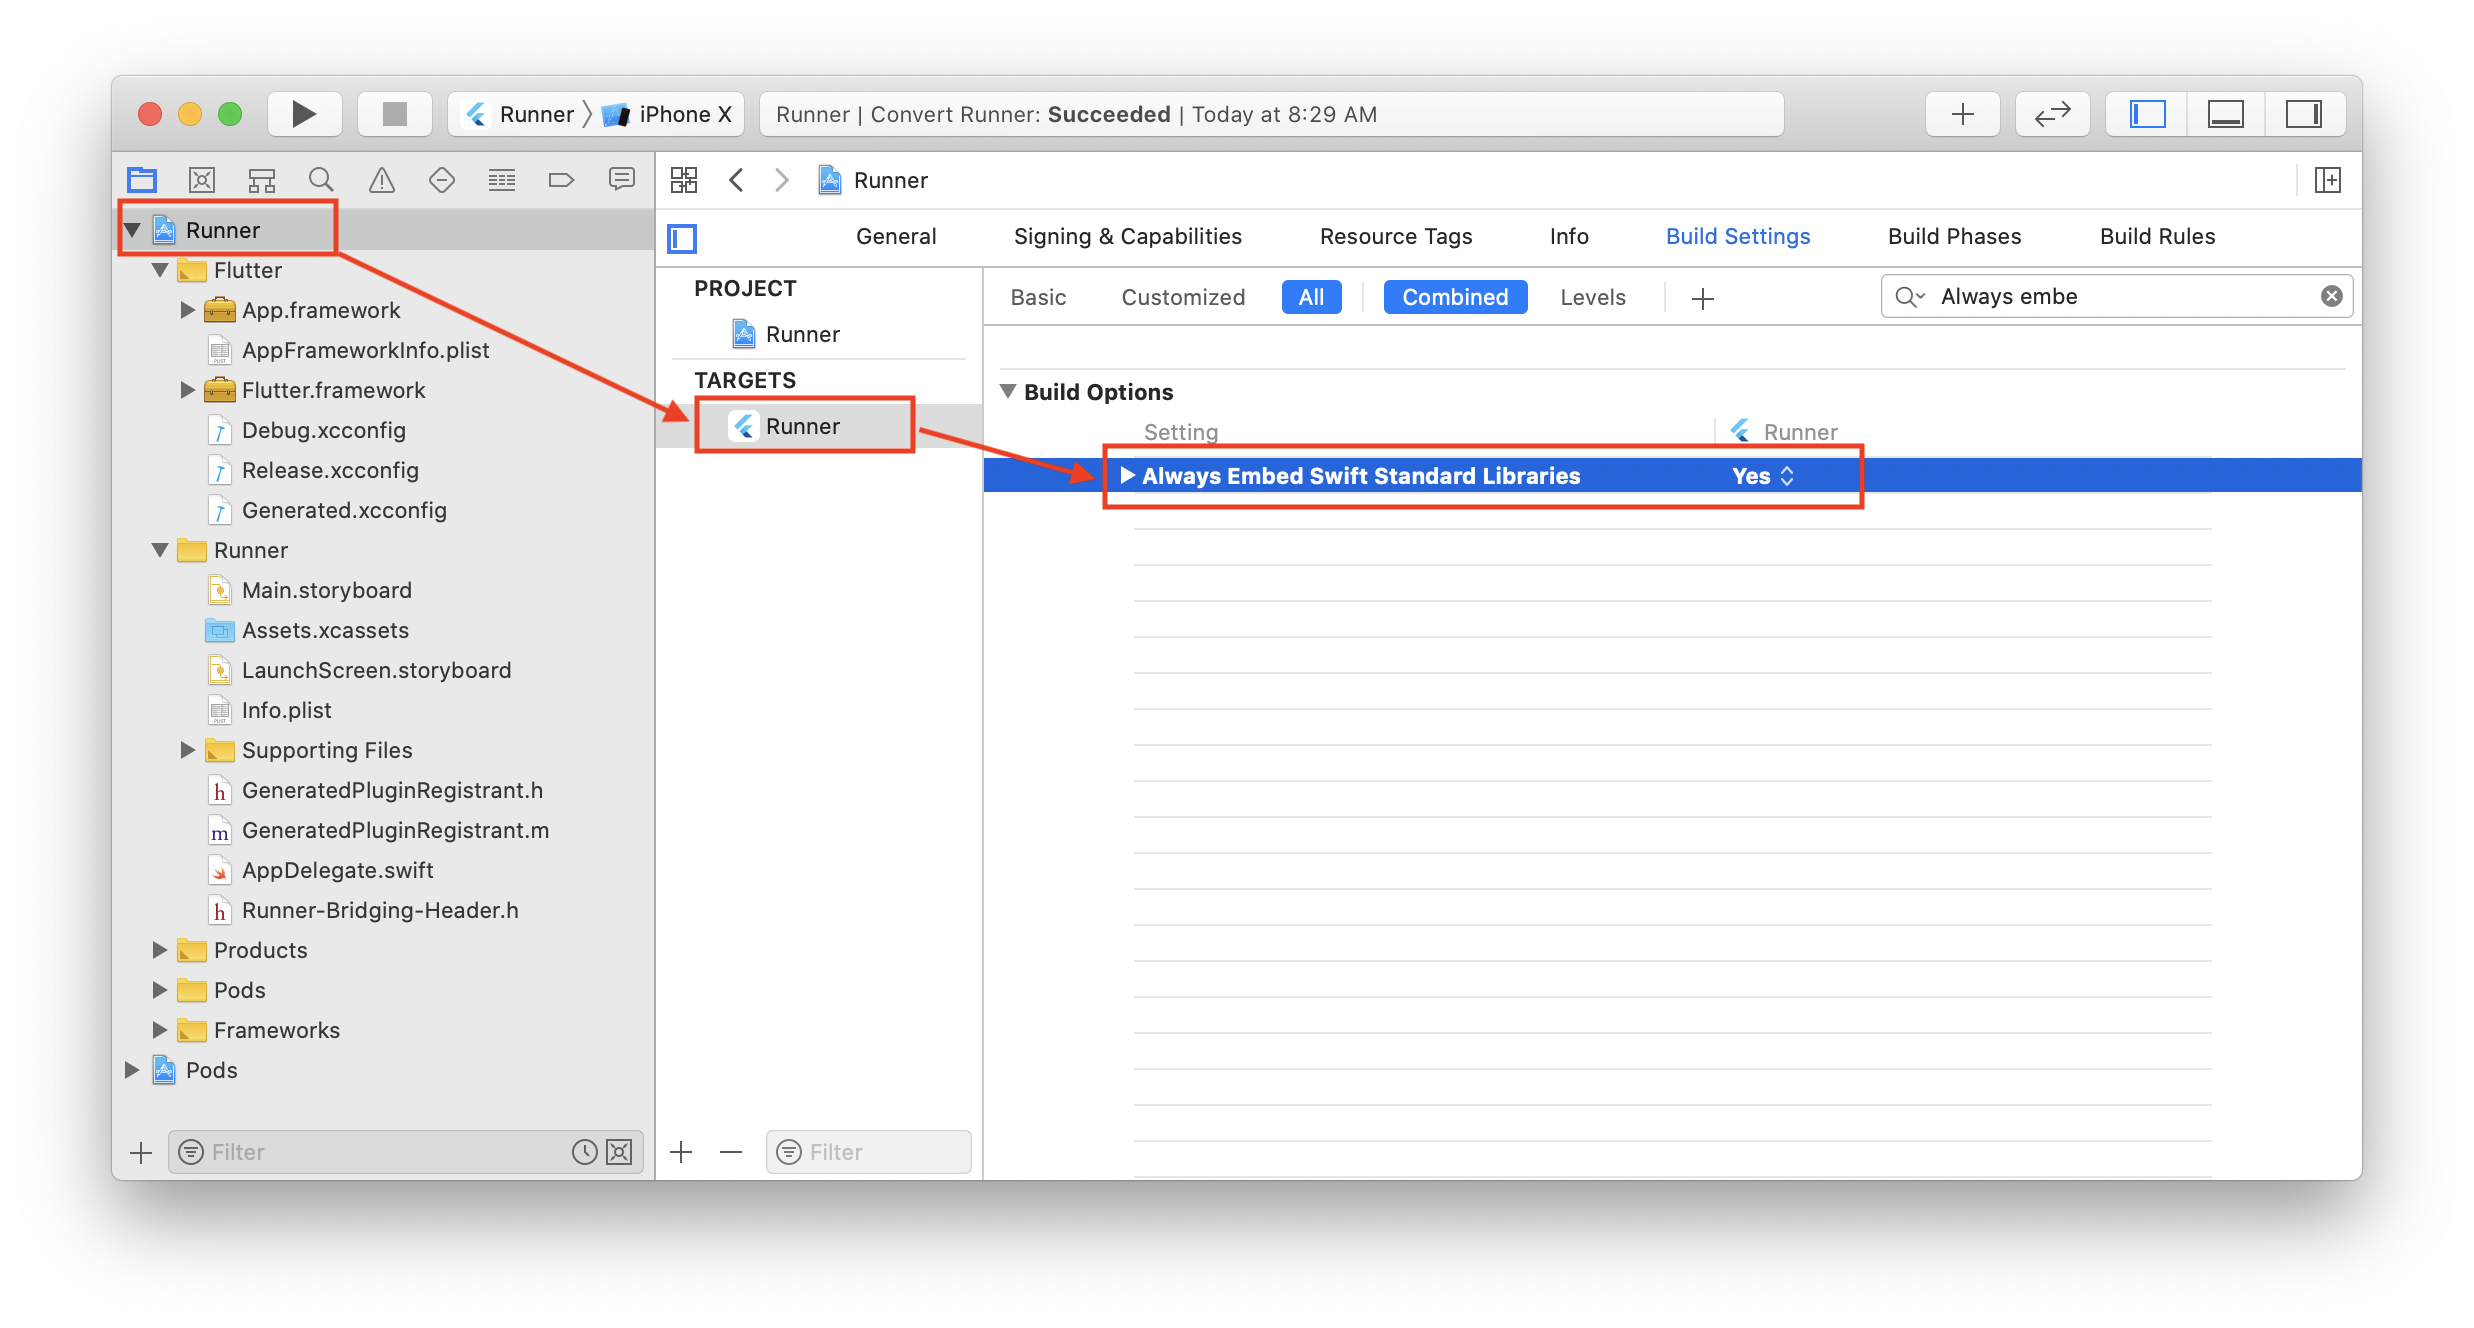 Runner 〉 iPhone X
Runner | Convert Runner: Succeeded | Today at 8:29 AM
Runner
Flutter
App.framework
AppFrameworkInfo.plist
Flutter.framework
Debug.xcconfig
Release.xcconfig
Generated.xcconfig
Runner
Main.storyboard
Assets.xcassets
LaunchScreen.storyboard
Info.plist
Supporting Files
GeneratedPluginRegistrant.h
GeneratedPluginRegistrant.m
AppDelegate.swift
Runner-Bridging-Header.h
Products
Pods
Frameworks
Pods
Filter
Runner
General Signing & Capabilities Resource Tags Info Build Settings Build Phases Build Rules
PROJECT
Runner
TARGETS
Runner
Filter
Basic Customized All Combined Levels
Always embe
Build Options
Setting Runner
Always Embed Swift Standard Libraries Yes